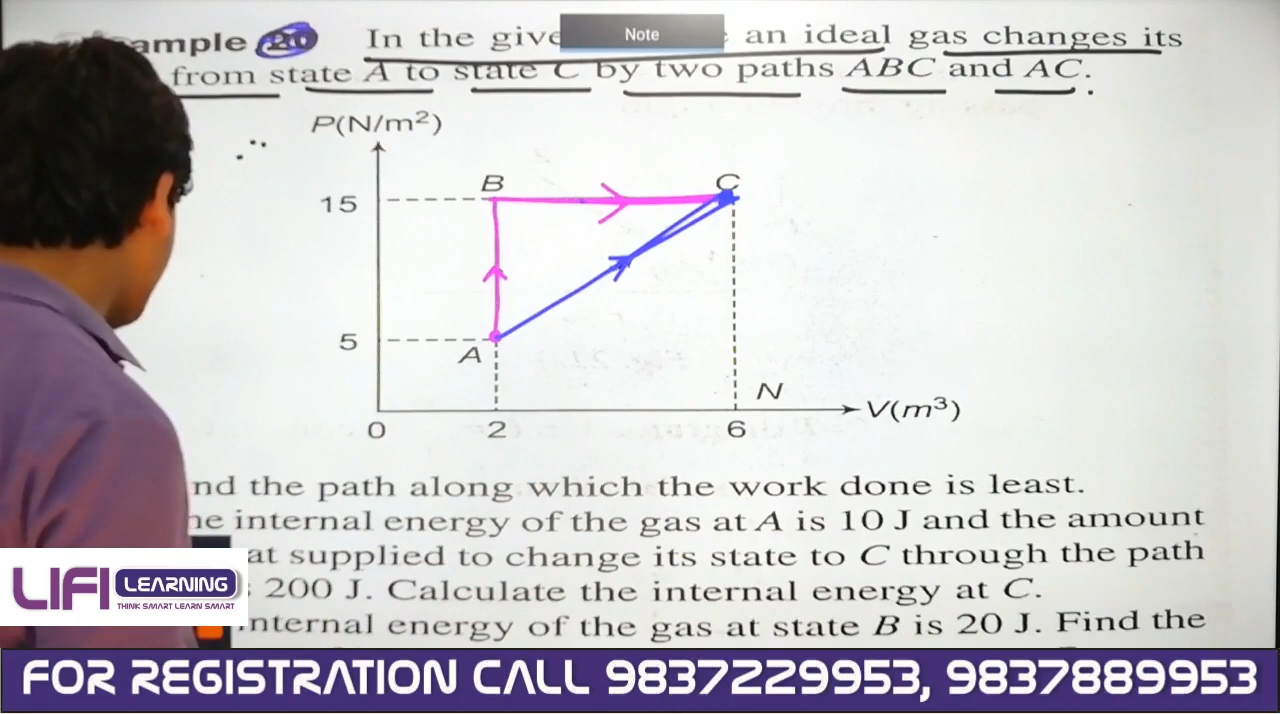 ample 20 In the give Note an ideal gas changes its
from state A to state C by two paths ABC and AC.
P(N/m²)
B C
15
5
A
N
V(m³)
0 2 6
nd the path along which the work done is least.
he internal energy of the gas at A is 10 J and the amount
at supplied to change its state to C through the path
200 J. Calculate the internal energy at C.
internal energy of the gas at state B is 20 J. Find the
LIFI LEARNING
THINK SMART LEARN SMART
FOR REGISTRATION CALL 9837229953, 9837889953